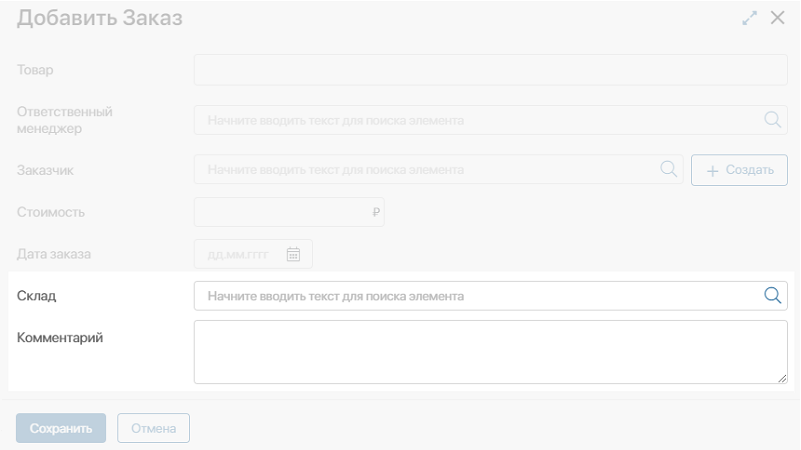 Добавить Заказ
Товар
Ответственный
менеджер
Начните вводить текст для поиска элемента
Заказчик
Начните вводить текст для поиска элемента
Создать
Стоимость
₽
Дата заказа
дд.мм.гггг
Склад
Начните вводить текст для поиска элемента
Комментарий
Сохранить
Отмена